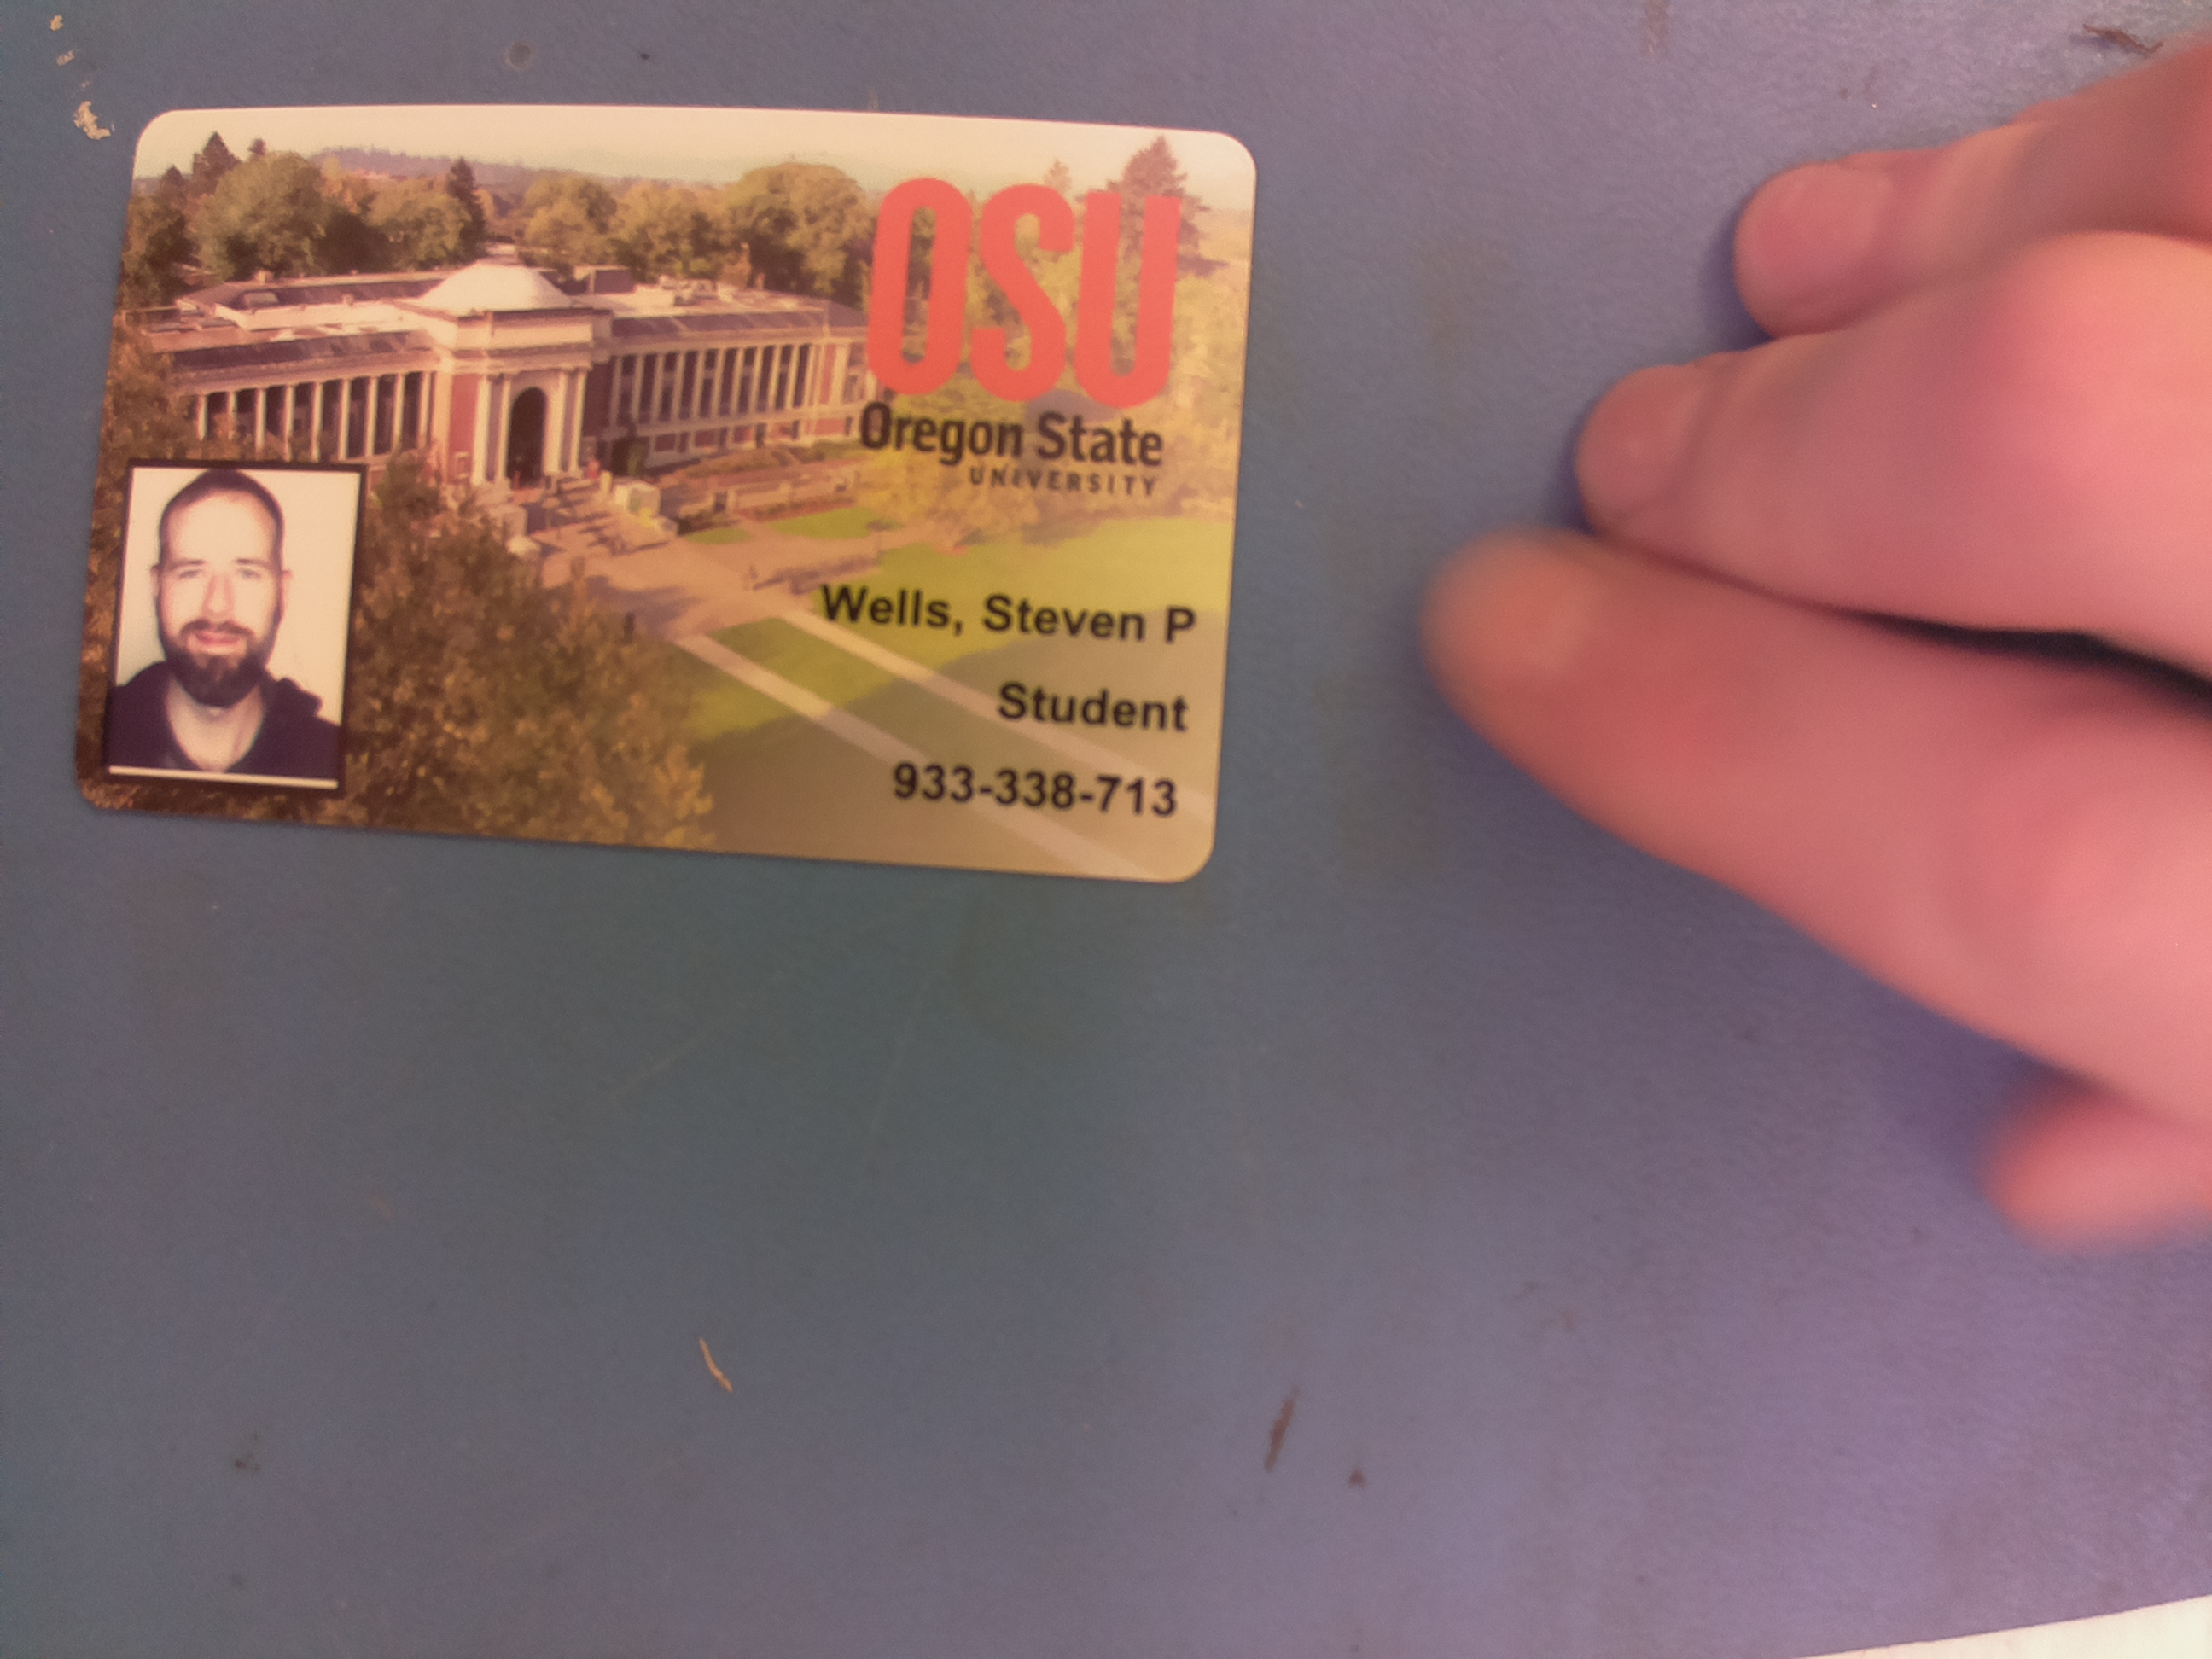 OSU
Oregon State
UNIVERSITY
Wells, Steven P
Student
933-338-713